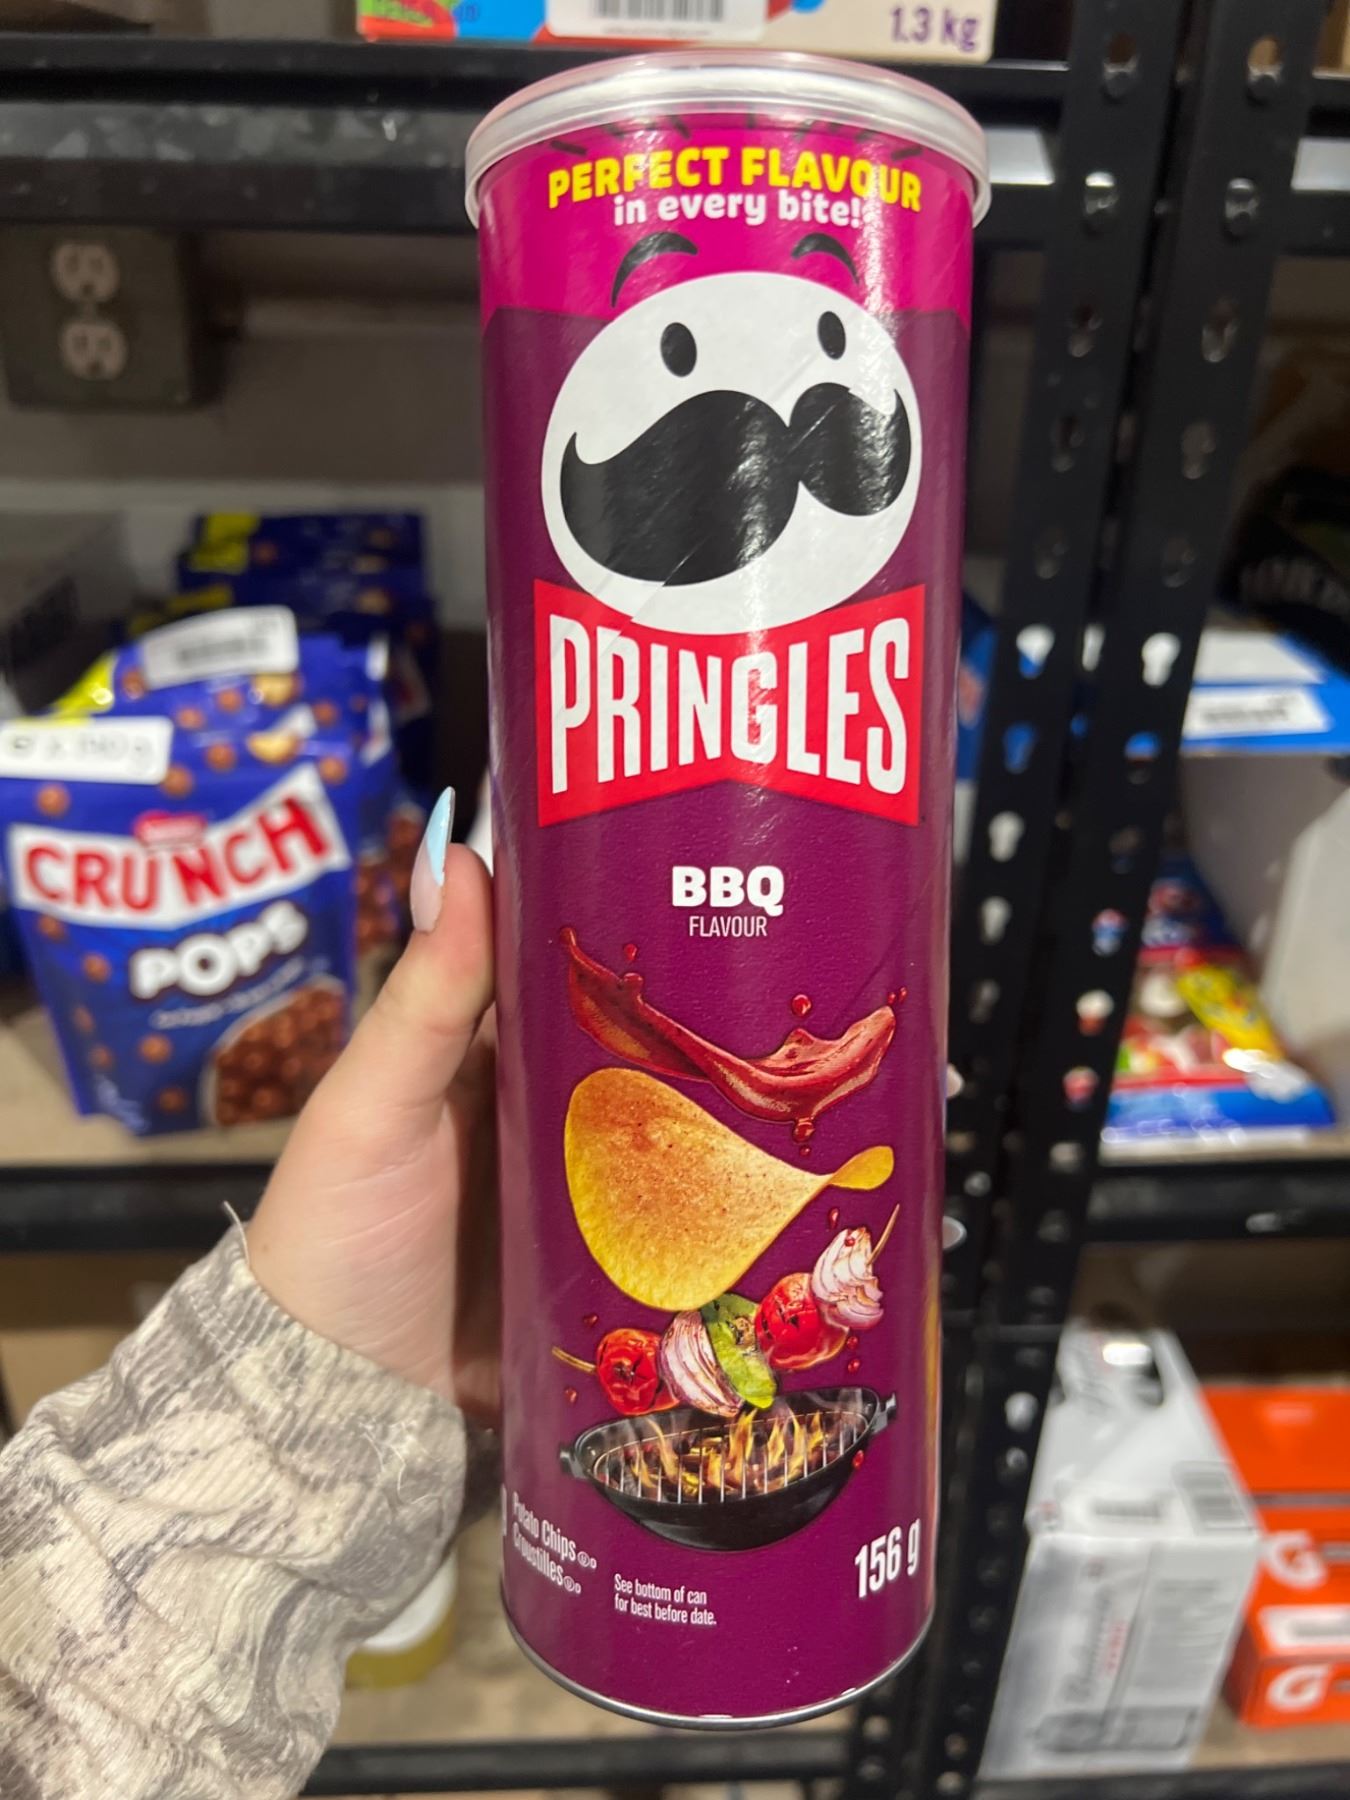 1.3 kg
PERFECT FLAVOUR
in every bite!
PRINGLES
BBQ
FLAVOUR
Potato Chips
Croustilles
See bottom of can
for best before date.
156 g
CRUNCH
POPS
G
G